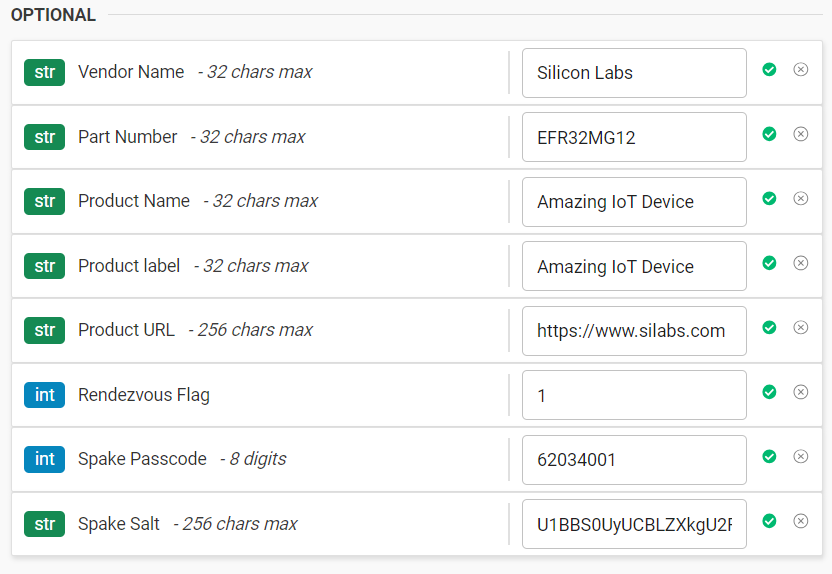 OPTIONAL
str Vendor Name - 32 chars max Silicon Labs
str Part Number - 32 chars max EFR32MG12
str Product Name - 32 chars max Amazing IoT Device
str Product label - 32 chars max Amazing IoT Device
str Product URL - 256 chars max https://www.silabs.com
int Rendezvous Flag 1
int Spake Passcode - 8 digits 62034001
str Spake Salt - 256 chars max U1BBS0UyUCBLZXkgU2F